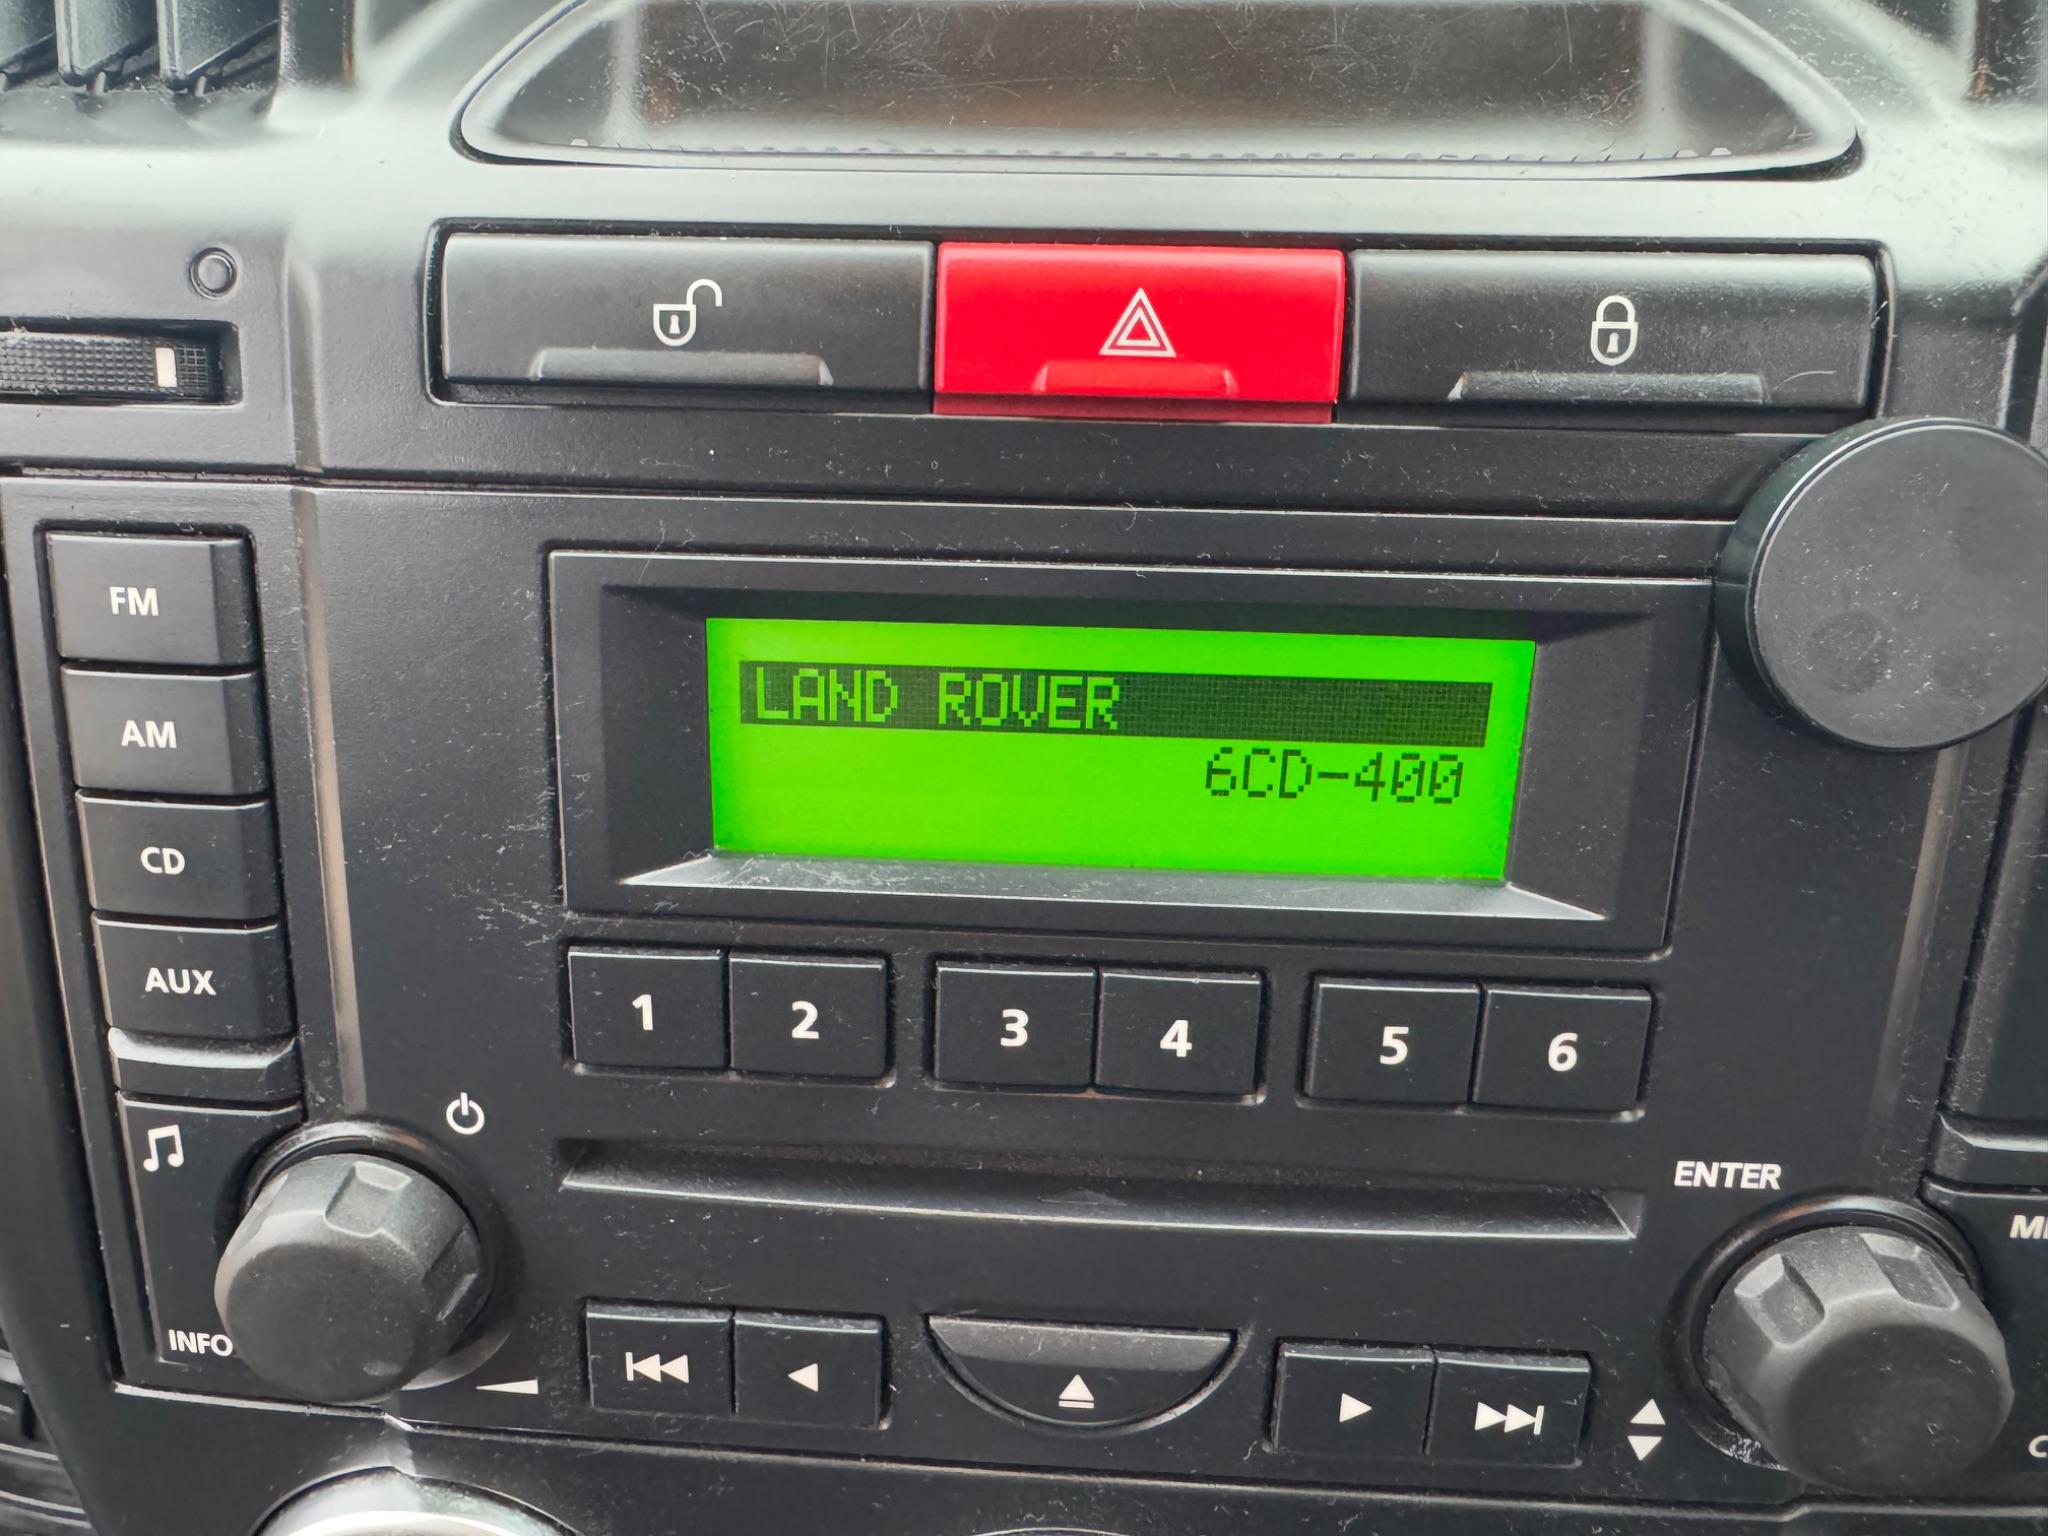 LAND ROVER
6CD-400
FM
AM
CD
AUX
1 2 3 4 5 6
ENTER
INFO